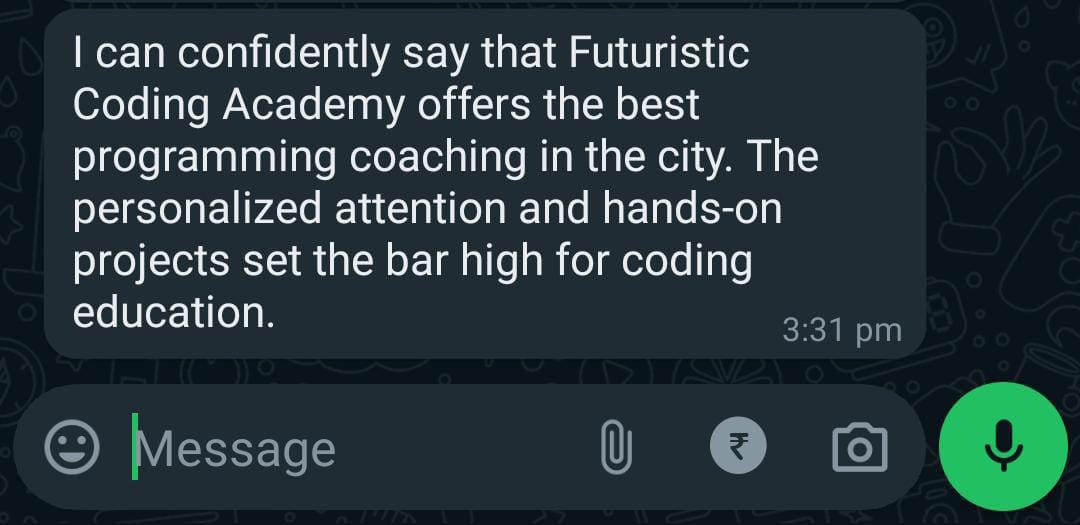 I can confidently say that Futuristic
Coding Academy offers the best
programming coaching in the city. The
personalized attention and hands-on
projects set the bar high for coding
education.
3:31 pm
Message
₹